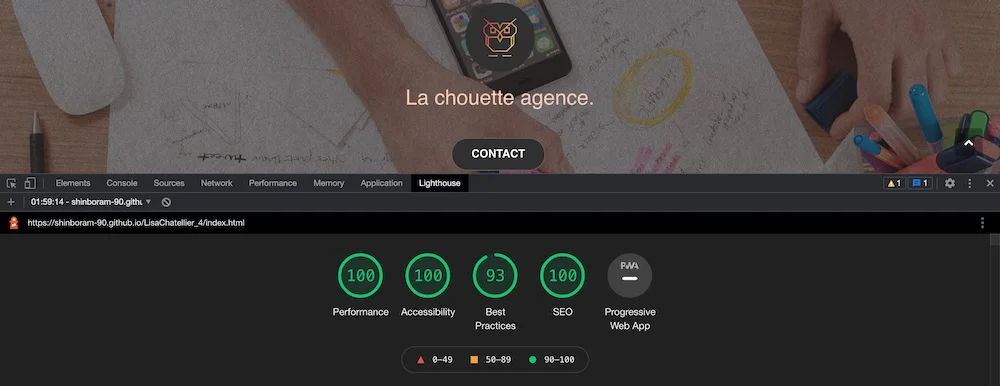 La chouette agence.
CONTACT
Elements Console Sources Network Performance Memory Application Lighthouse 1 1
01:59:14 - shinboram-90.githu
https://shinboram-90.github.io/LisaChatellier_4/index.html
100 100 93 100 PWA
Performance Accessibility Best Practices SEO Progressive Web App
0–49 50–89 90–100